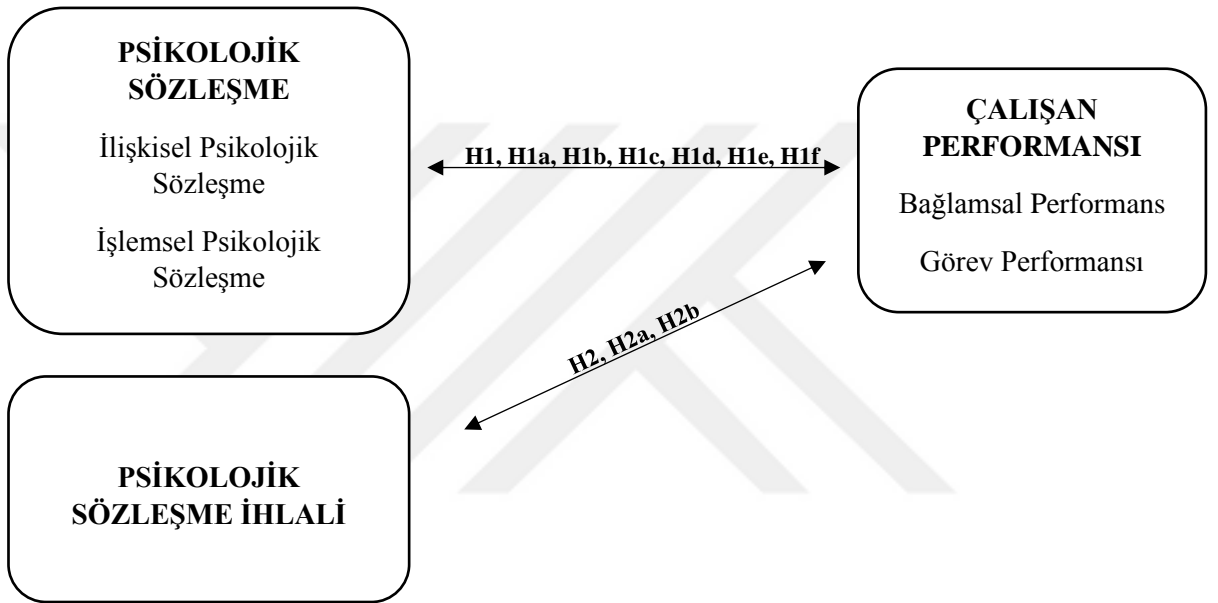 PSİKOLOJİK
SÖZLEŞME
İlişkisel Psikolojik
Sözleşme
İşlemsel Psikolojik
Sözleşme
H1, H1a, H1b, H1c, H1d, H1e, H1f
ÇALIŞAN
PERFORMANSI
Bağlamsal Performans
Görev Performansı
H2, H2a, H2b
PSİKOLOJİK
SÖZLEŞME İHLALİ